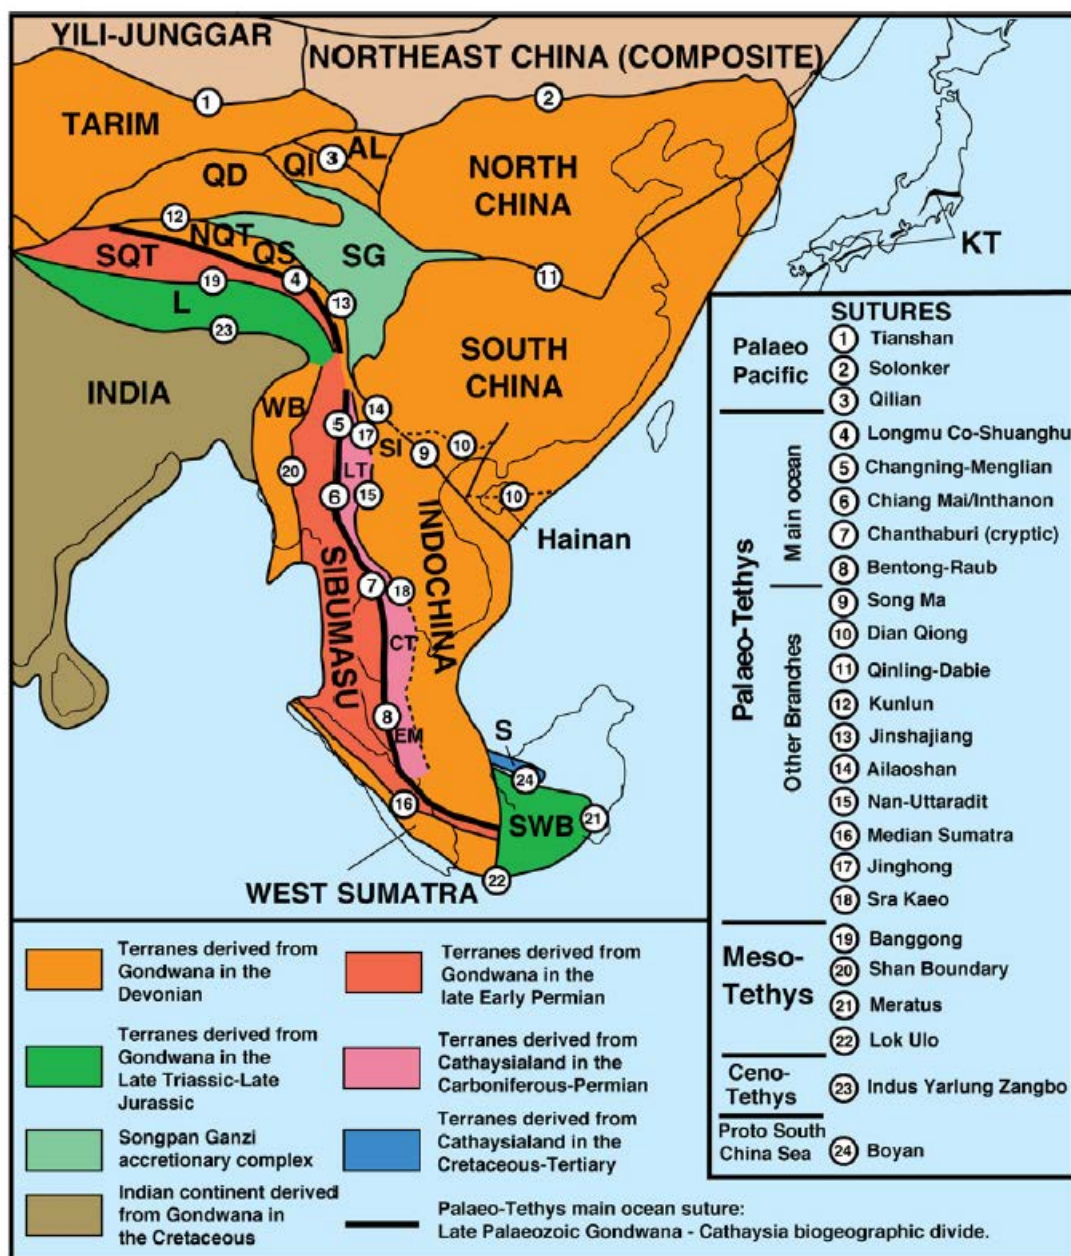 YILI-JUNGGAR
NORTHEAST CHINA (COMPOSITE)
1
2
TARIM
QI
3
AL
QD
NORTH
CHINA
12
NQT
QS
SG
SQT
4
KT
19
L
13
11
23
SOUTH
CHINA
INDIA
WB
14
5
17
SI
10
9
20
LT
6
15
10
Hainan
INDOCHINA
SIBUMASU
7
18
CT
8
EM
S
24
16
SWB
21
22
WEST SUMATRA
SUTURES
Palaeo
Pacific
1 Tianshan
2 Solonker
3 Qilian
Palaeo-Tethys
Main ocean
4 Longmu Co-Shuanghu
5 Changning-Menglian
6 Chiang Mai/Inthanon
7 Chanthaburi (cryptic)
8 Bentong-Raub
Other Branches
9 Song Ma
10 Dian Qiong
11 Qinling-Dabie
12 Kunlun
13 Jinshajiang
14 Ailaoshan
15 Nan-Uttaradit
16 Median Sumatra
17 Jinghong
18 Sra Kaeo
Meso-
Tethys
19 Banggong
20 Shan Boundary
21 Meratus
22 Lok Ulo
Ceno-
Tethys
23 Indus Yarlung Zangbo
Proto South
China Sea
24 Boyan
Terranes derived from
Gondwana in the
Devonian
Terranes derived from
Gondwana in the
late Early Permian
Terranes derived from
Gondwana in the
Late Triassic-Late
Jurassic
Terranes derived from
Cathaysialand in the
Carboniferous-Permian
Songpan Ganzi
accretionary complex
Terranes derived from
Cathaysialand in the
Cretaceous-Tertiary
Indian continent derived
from Gondwana in
the Cretaceous
Palaeo-Tethys main ocean suture:
Late Palaeozoic Gondwana - Cathaysia biogeographic divide.